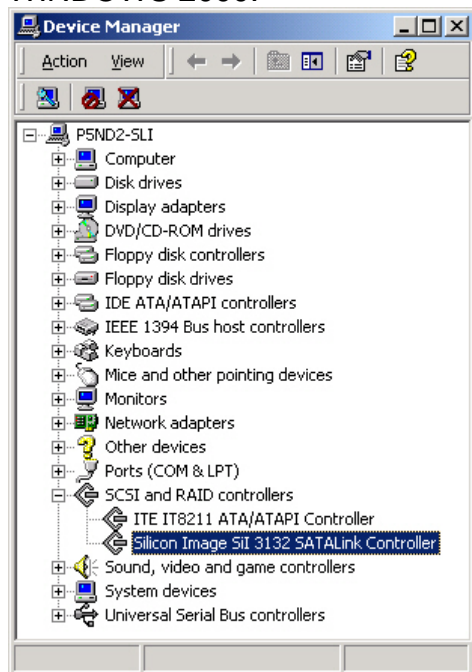 WINDOWS 2000:
Device Manager
Action View
P5ND2-SLI
Computer
Disk drives
Display adapters
DVD/CD-ROM drives
Floppy disk controllers
Floppy disk drives
IDE ATA/ATAPI controllers
IEEE 1394 Bus host controllers
Keyboards
Mice and other pointing devices
Monitors
Network adapters
Other devices
Ports (COM & LPT)
SCSI and RAID controllers
ITE IT8211 ATA/ATAPI Controller
Silicon Image SiI 3132 SATALink Controller
Sound, video and game controllers
System devices
Universal Serial Bus controllers